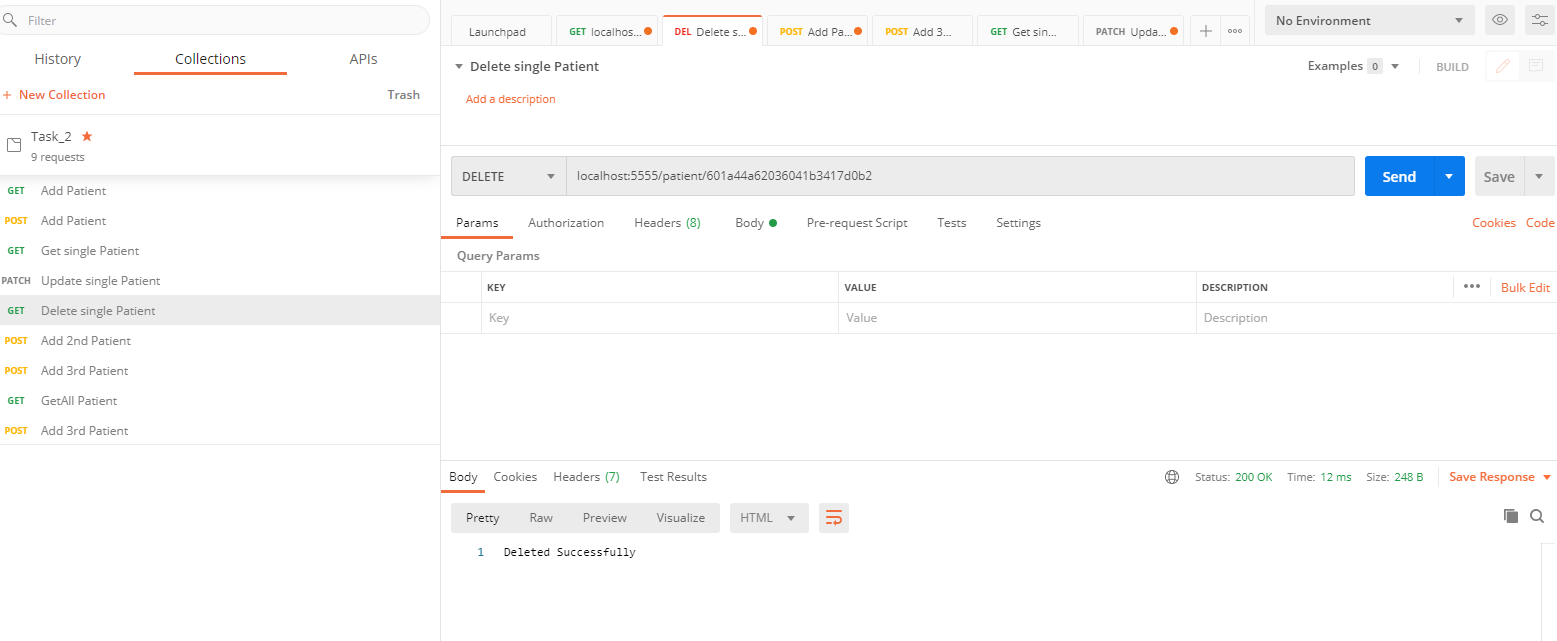 Filter
History Collections APIs
+ New Collection Trash
Task_2
9 requests
GET Add Patient
POST Add Patient
GET Get single Patient
PATCH Update single Patient
GET Delete single Patient
POST Add 2nd Patient
POST Add 3rd Patient
GET GetAll Patient
POST Add 3rd Patient
Launchpad GET localhos... DEL Delete s... POST Add Pa... POST Add 3... GET Get sin... PATCH Upda... No Environment
Delete single Patient Examples 0 BUILD
Add a description
DELETE localhost:5555/patient/601a44a62036041b3417d0b2 Send Save
Params Authorization Headers (8) Body Pre-request Script Tests Settings Cookies Code
Query Params
KEY VALUE DESCRIPTION ••• Bulk Edit
Key Value Description
Body Cookies Headers (7) Test Results Status: 200 OK Time: 12 ms Size: 248 B Save Response
Pretty Raw Preview Visualize HTML
1 Deleted Successfully